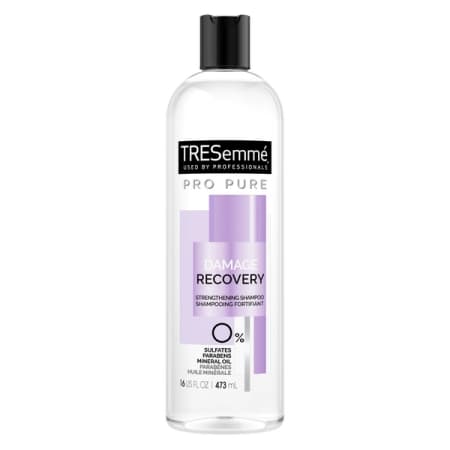 TRESemmé
USED BY PROFESSIONALS
PRO PURE
DAMAGE
RECOVERY
STRENGTHENING SHAMPOO
SHAMPOOING FORTIFIANT
0%
SULFATES
PARABENS
MINERAL OIL
PARABÈNES
HUILE MINÉRALE
16 US FL OZ | 473 mL